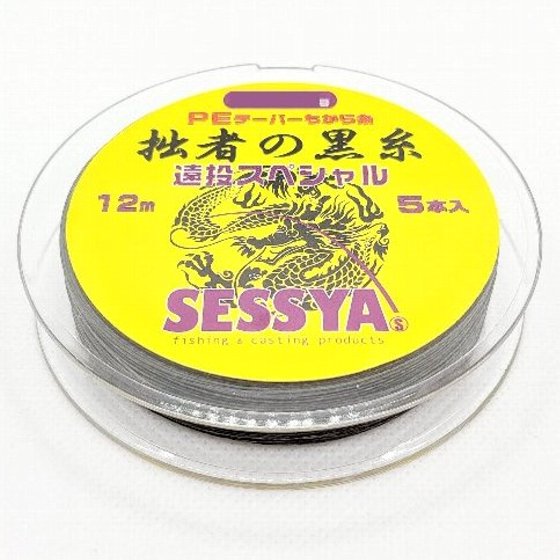 号
PEテーパーちから糸
拙者の黒糸
遠投スペシャル
12m
5本入
SESSYA
S
fishing & casting products